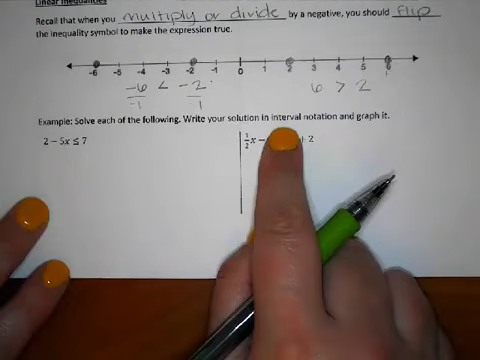 Linear Inequalities
Recall that when you multiply or divide by a negative, you should flip
the inequality symbol to make the expression true.
-6 -5 -4 -3 -2 -1 0 1 2 3 4 5 6
-6 < -2 6 > 2
-1 -1
Example: Solve each of the following. Write your solution in interval notation and graph it.
2 − 5x ≤ 7
1/2 x − + 2